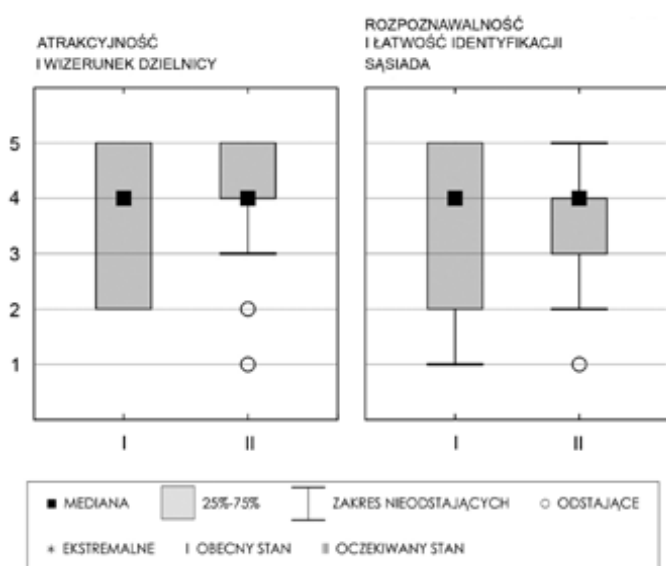 ATRAKCYJNOŚĆ
I WIZERUNEK DZIELNICY
ROZPOZNAWALNOŚĆ
I ŁATWOŚĆ IDENTYFIKACJI
SĄSIADA
5
4
3
2
1
I II
I II
■ MEDIANA 25%-75% ZAKRES NIEODSTAJĄCYCH ○ ODSTAJĄCE
* EKSTREMALNE I OBECNY STAN II OCZEKIWANY STAN